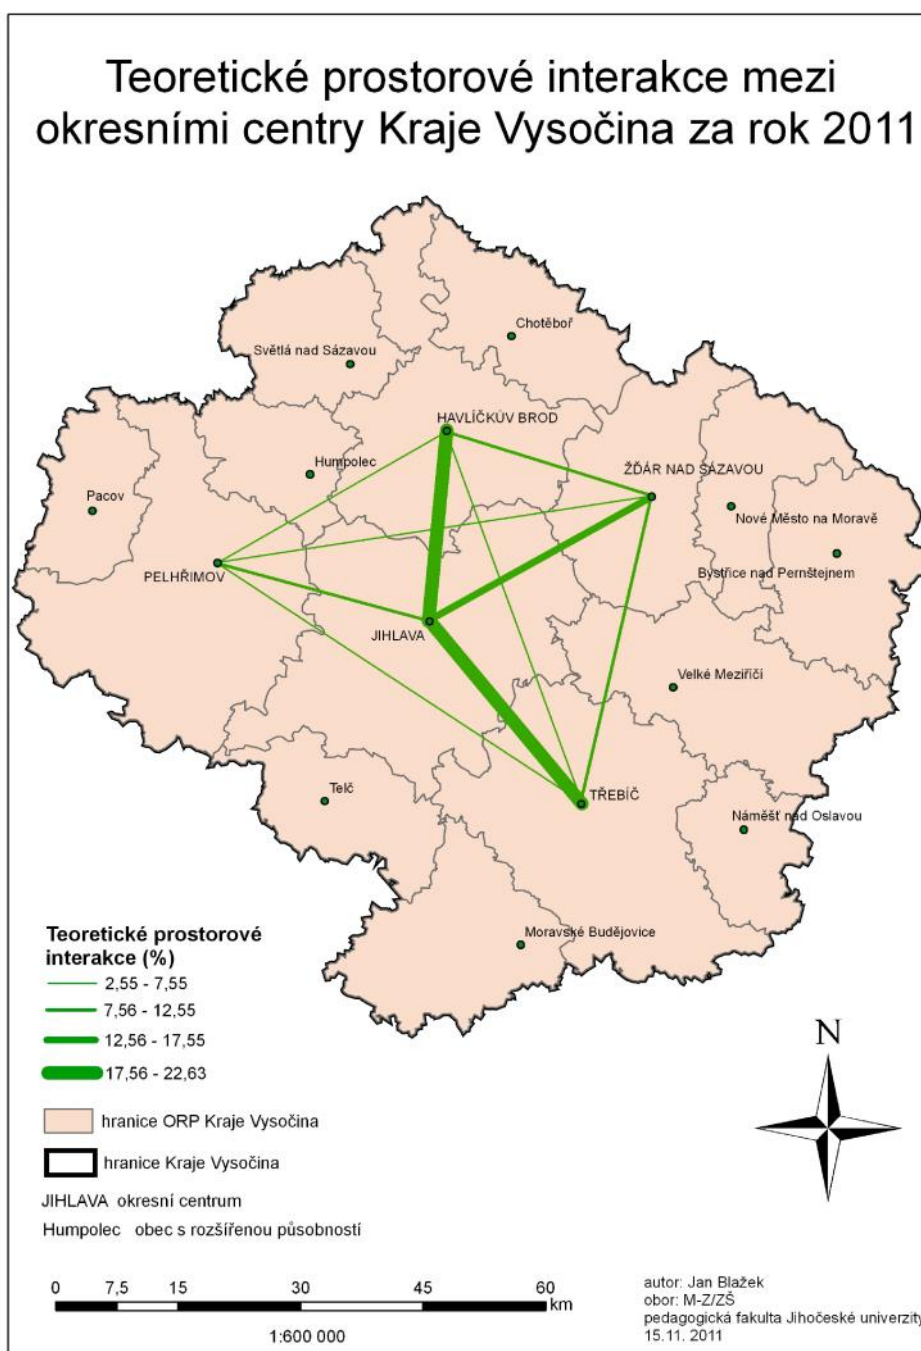 Teoretické prostorové interakce mezi
okresními centry Kraje Vysočina za rok 2011
Chotěboř
Světlá nad Sázavou
HAVLÍČKŮV BROD
Humpolec
ŽĎÁR NAD SÁZAVOU
Pacov
Nové Město na Moravě
Bystřice nad Pernštejnem
PELHŘIMOV
JIHLAVA
Velké Meziříčí
Telč
TŘEBÍČ
Náměšť nad Oslavou
Moravské Budějovice
Teoretické prostorové
interakce (%)
2,55 - 7,55
7,56 - 12,55
12,56 - 17,55
17,56 - 22,63
hranice ORP Kraje Vysočina
hranice Kraje Vysočina
JIHLAVA okresní centrum
Humpolec obec s rozšířenou působností
N
0 7,5 15 30 45 60
km
1:600 000
autor: Jan Blažek
obor: M-Z/ZŠ
pedagogická fakulta Jihočeské univerzity
15.11. 2011